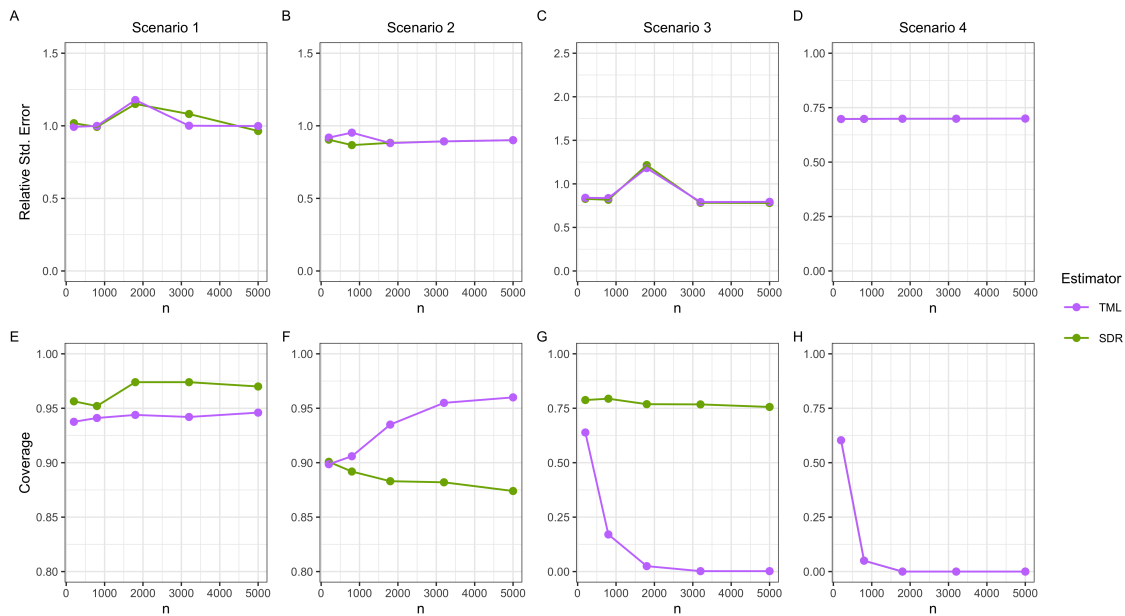 A
Scenario 1
Relative Std. Error
1.5
1.0
0.5
0.0
0 1000 2000 3000 4000 5000
n
B
Scenario 2
1.5
1.0
0.5
0.0
0 1000 2000 3000 4000 5000
n
C
Scenario 3
2.5
2.0
1.5
1.0
0.5
0.0
0 1000 2000 3000 4000 5000
n
D
Scenario 4
1.00
0.75
0.50
0.25
0.00
0 1000 2000 3000 4000 5000
n
E
Coverage
1.00
0.95
0.90
0.85
0.80
0 1000 2000 3000 4000 5000
n
F
1.00
0.95
0.90
0.85
0.80
0 1000 2000 3000 4000 5000
n
G
1.00
0.75
0.50
0.25
0.00
0 1000 2000 3000 4000 5000
n
H
1.00
0.75
0.50
0.25
0.00
0 1000 2000 3000 4000 5000
n
Estimator
TML
SDR